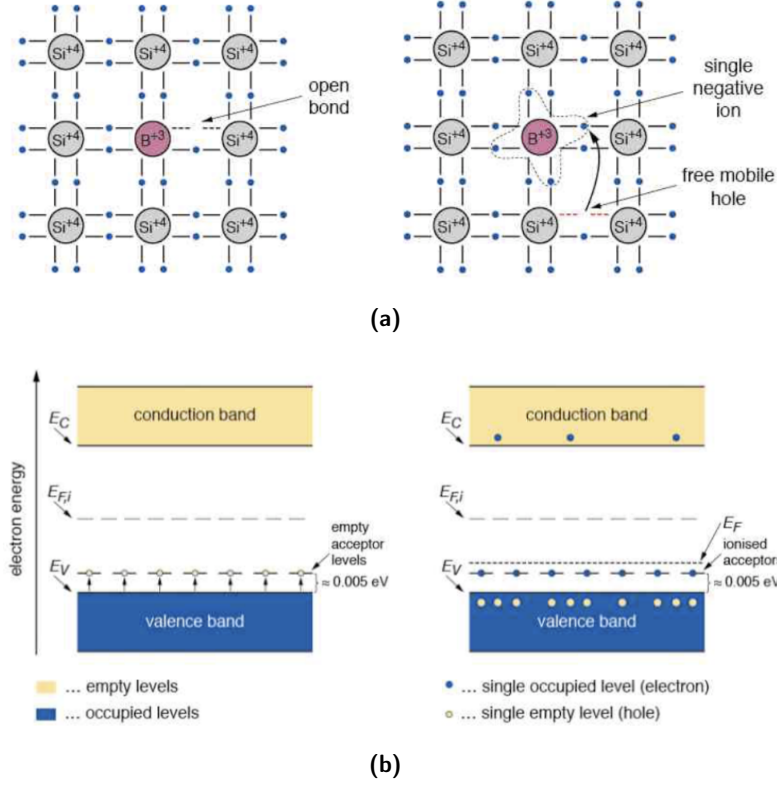 Si+4 Si+4 Si+4
Si+4 B+3 Si+4
Si+4 Si+4 Si+4
open
bond
Si+4 Si+4 Si+4
Si+4 B+3 Si+4
Si+4 Si+4 Si+4
single
negative
ion
free mobile
hole
(a)
electron energy
EC
conduction band
EF,i
empty
acceptor
levels
EV
≈ 0.005 eV
valence band
... empty levels
... occupied levels
EC
conduction band
EF,i
EF
ionised
acceptors
EV
≈ 0.005 eV
valence band
... single occupied level (electron)
... single empty level (hole)
(b)